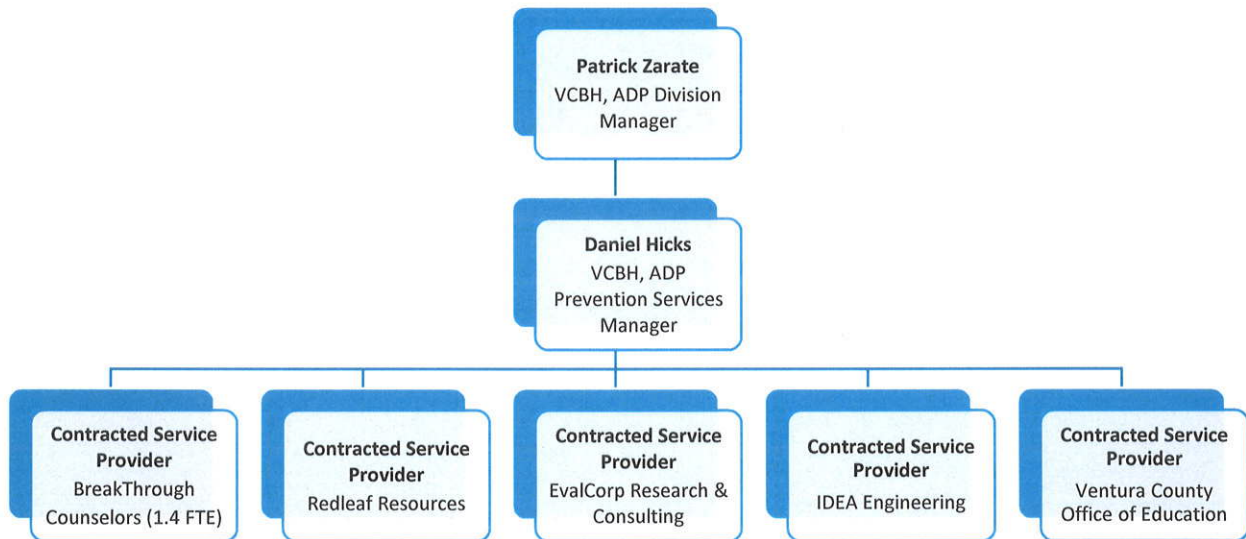 Patrick Zarate
VCBH, ADP Division
Manager
Daniel Hicks
VCBH, ADP
Prevention Services
Manager
Contracted Service
Provider
BreakThrough
Counselors (1.4 FTE)
Contracted Service
Provider
Redleaf Resources
Contracted Service
Provider
EvalCorp Research &
Consulting
Contracted Service
Provider
IDEA Engineering
Contracted Service
Provider
Ventura County
Office of Education